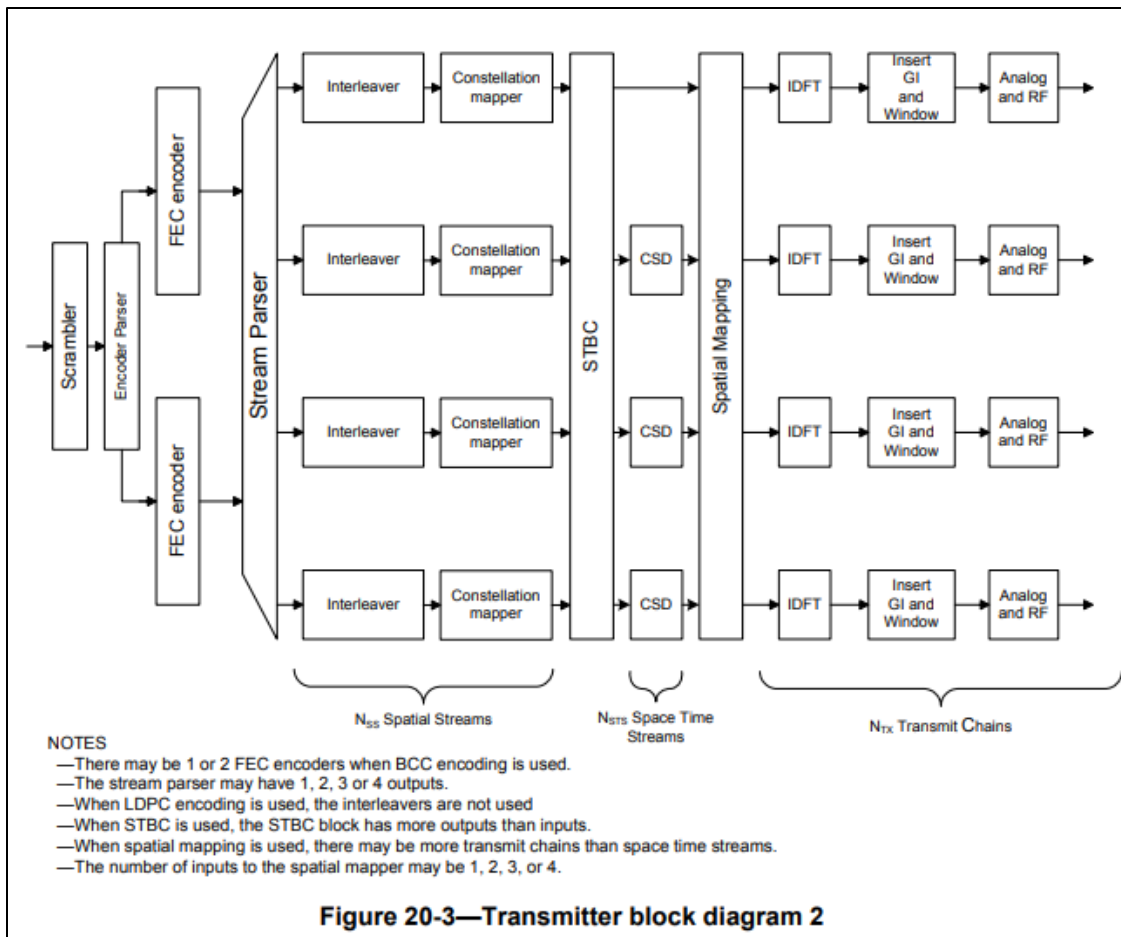 Scrambler
Encoder Parser
FEC encoder
FEC encoder
Stream Parser
Interleaver
Constellation
mapper
STBC
Spatial Mapping
IDFT
Insert
GI
and
Window
Analog
and RF
Interleaver
Constellation
mapper
CSD
IDFT
Insert
GI and
Window
Analog
and RF
Interleaver
Constellation
mapper
CSD
IDFT
Insert
GI and
Window
Analog
and RF
Interleaver
Constellation
mapper
CSD
IDFT
Insert
GI and
Window
Analog
and RF
NSS Spatial Streams
NSTS Space Time
Streams
NTX Transmit Chains
NOTES
—There may be 1 or 2 FEC encoders when BCC encoding is used.
—The stream parser may have 1, 2, 3 or 4 outputs.
—When LDPC encoding is used, the interleavers are not used
—When STBC is used, the STBC block has more outputs than inputs.
—When spatial mapping is used, there may be more transmit chains than space time streams.
—The number of inputs to the spatial mapper may be 1, 2, 3, or 4.
Figure 20-3—Transmitter block diagram 2